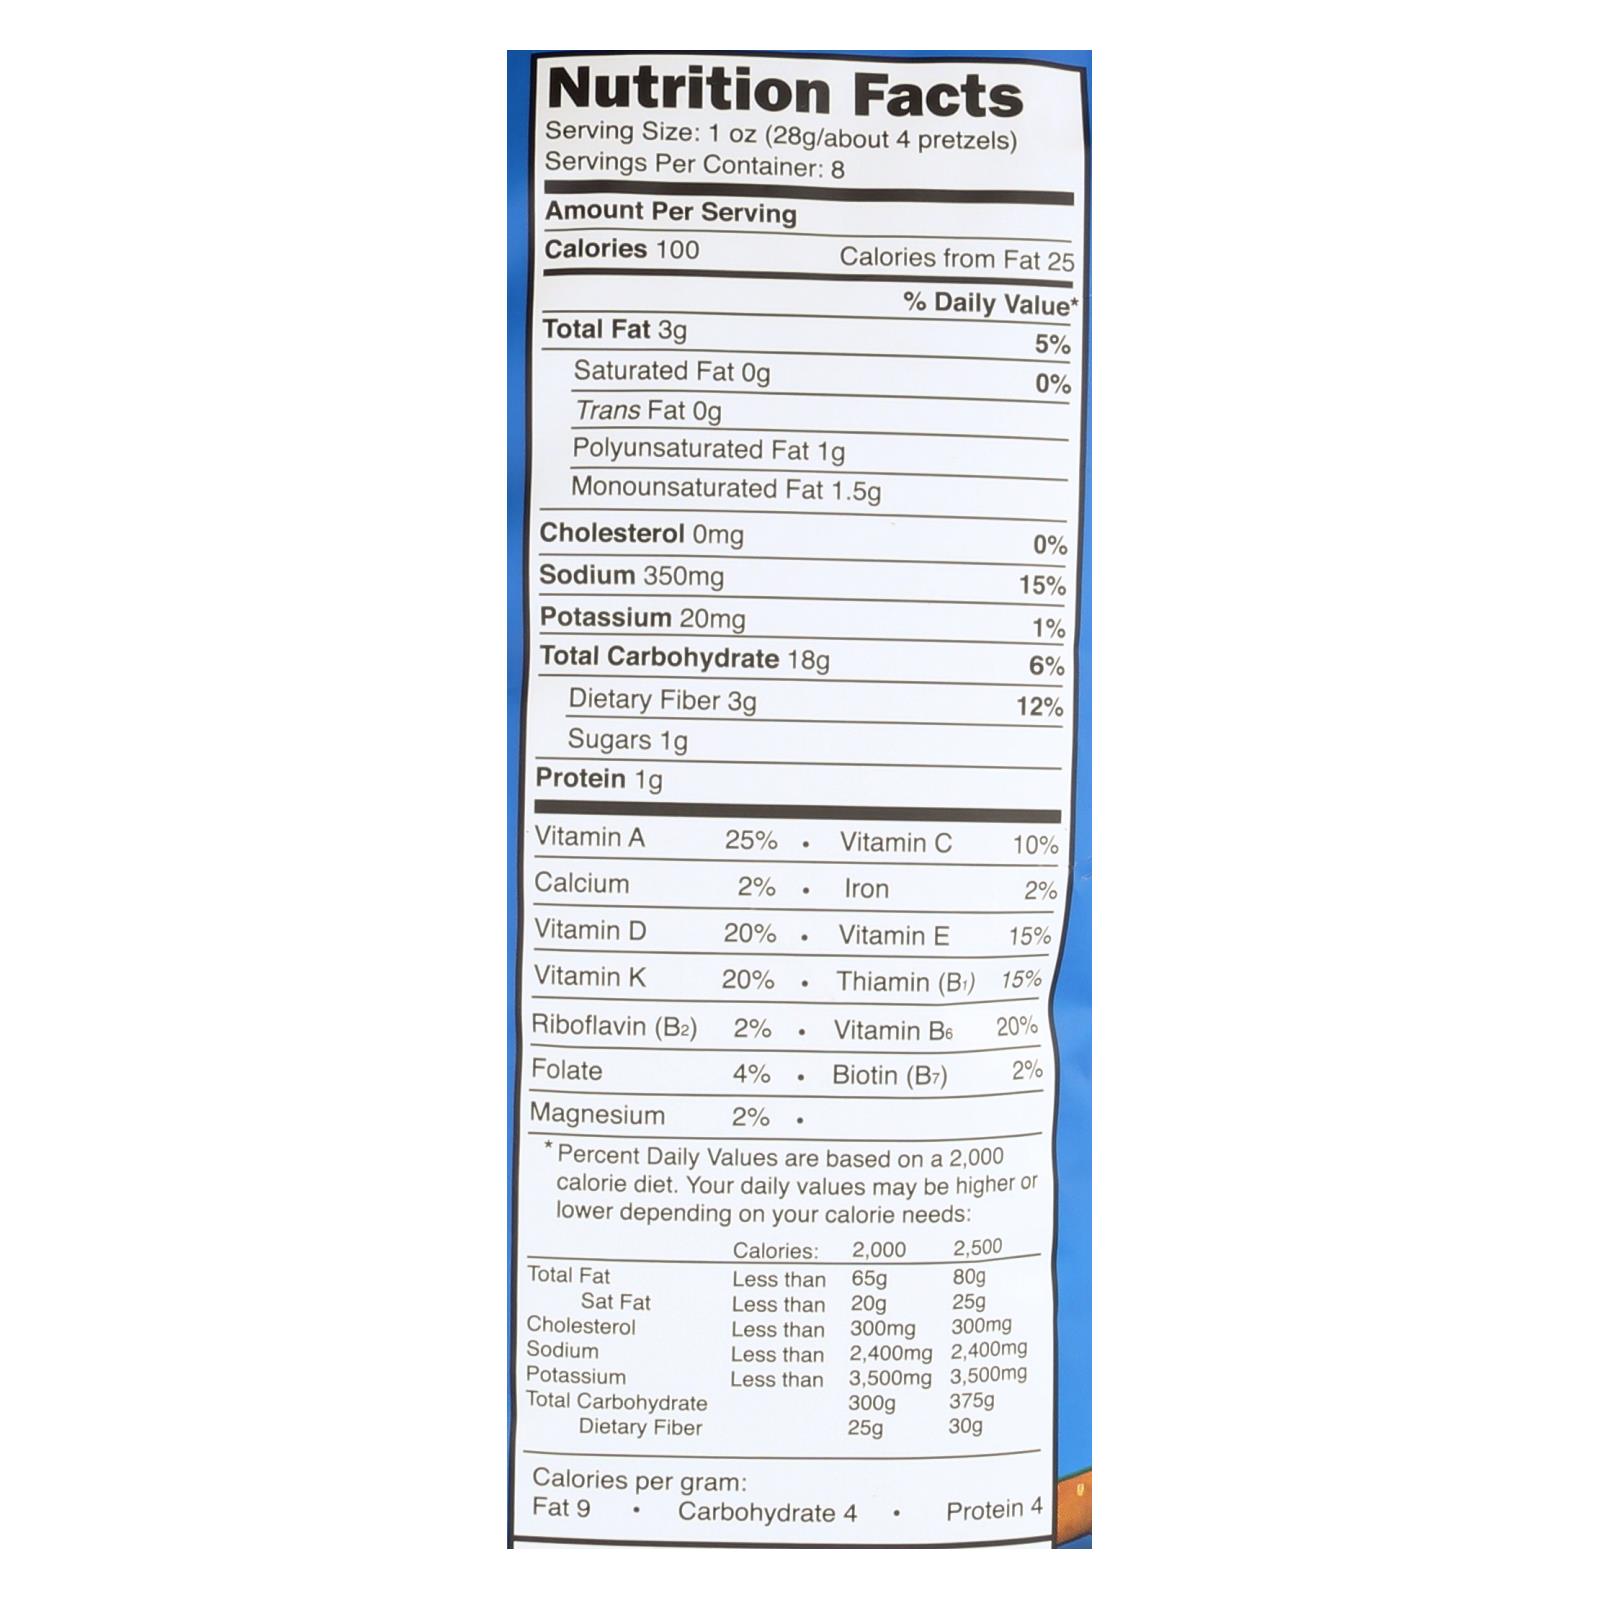 Nutrition Facts
Serving Size: 1 oz (28g/about 4 pretzels)
Servings Per Container: 8
Amount Per Serving
Calories 100 Calories from Fat 25
% Daily Value*
Total Fat 3g 5%
Saturated Fat 0g 0%
Trans Fat 0g
Polyunsaturated Fat 1g
Monounsaturated Fat 1.5g
Cholesterol 0mg 0%
Sodium 350mg 15%
Potassium 20mg 1%
Total Carbohydrate 18g 6%
Dietary Fiber 3g 12%
Sugars 1g
Protein 1g
Vitamin A 25% • Vitamin C 10%
Calcium 2% • Iron 2%
Vitamin D 20% • Vitamin E 15%
Vitamin K 20% • Thiamin (B1) 15%
Riboflavin (B2) 2% • Vitamin B6 20%
Folate 4% • Biotin (B7) 2%
Magnesium 2% •
* Percent Daily Values are based on a 2,000
calorie diet. Your daily values may be higher or
lower depending on your calorie needs:
Calories: 2,000 2,500
Total Fat Less than 65g 80g
Sat Fat Less than 20g 25g
Cholesterol Less than 300mg 300mg
Sodium Less than 2,400mg 2,400mg
Potassium Less than 3,500mg 3,500mg
Total Carbohydrate 300g 375g
Dietary Fiber 25g 30g
Calories per gram:
Fat 9 • Carbohydrate 4 • Protein 4